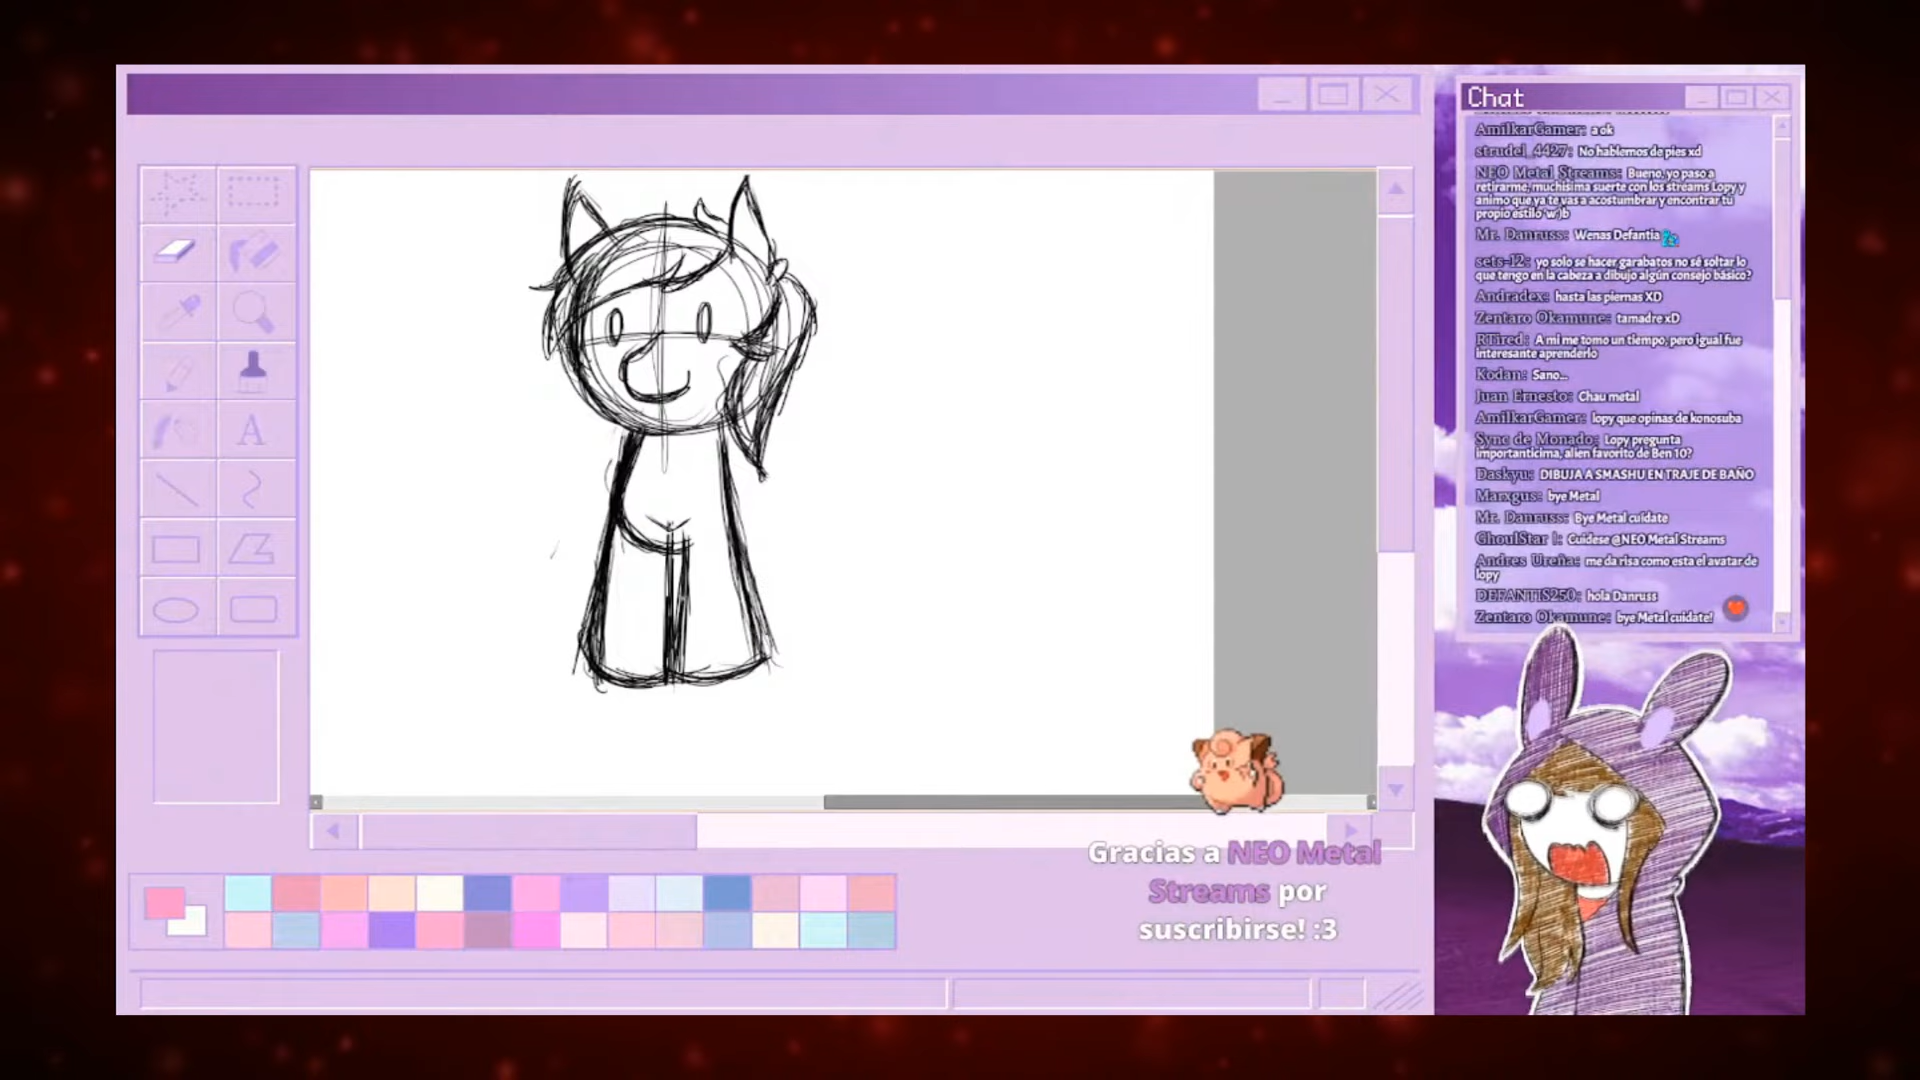 Chat
AmilkarGamer: a ok
strudel_4427: No hablemos de pies xd
NEO Metal Streams: Bueno, yo paso a
retirarme, muchisima suerte con los streams Lopy y
animo que ya te vas a acostumbrar y encontrar tu
propio estilo 'w')b
Mr. Danruss: Wenas Defantia
sets-12: yo solo se hacer garabatos no sé soltar lo
que tengo en la cabeza a dibujo algún consejo básico?
Andradex: hasta las piernas XD
Zentaro Okamune: tamadre xD
RTired: A mi me tomo un tiempo, pero igual fue
interesante aprenderlo
Kodan: Sano...
Juan Ernesto: Chau metal
AmilkarGamer: lopy que opinas de konosuba
Sync de Monado: Lopy pregunta
importanticima, alien favorito de Ben 10?
Daskyu: DIBUJA A SMASHU EN TRAJE DE BAÑO
Marxgus: bye Metal
Mr. Danruss: Bye Metal cuidate
GhoulStar |: Cuidese @NEO Metal Streams
Andres Ureña: me da risa como esta el avatar de
lopy
DEFANTIS250: hola Danruss
Zentaro Okamune: bye Metal cuidate!
A
Gracias a NEO Metal
Streams por
suscribirse! :3